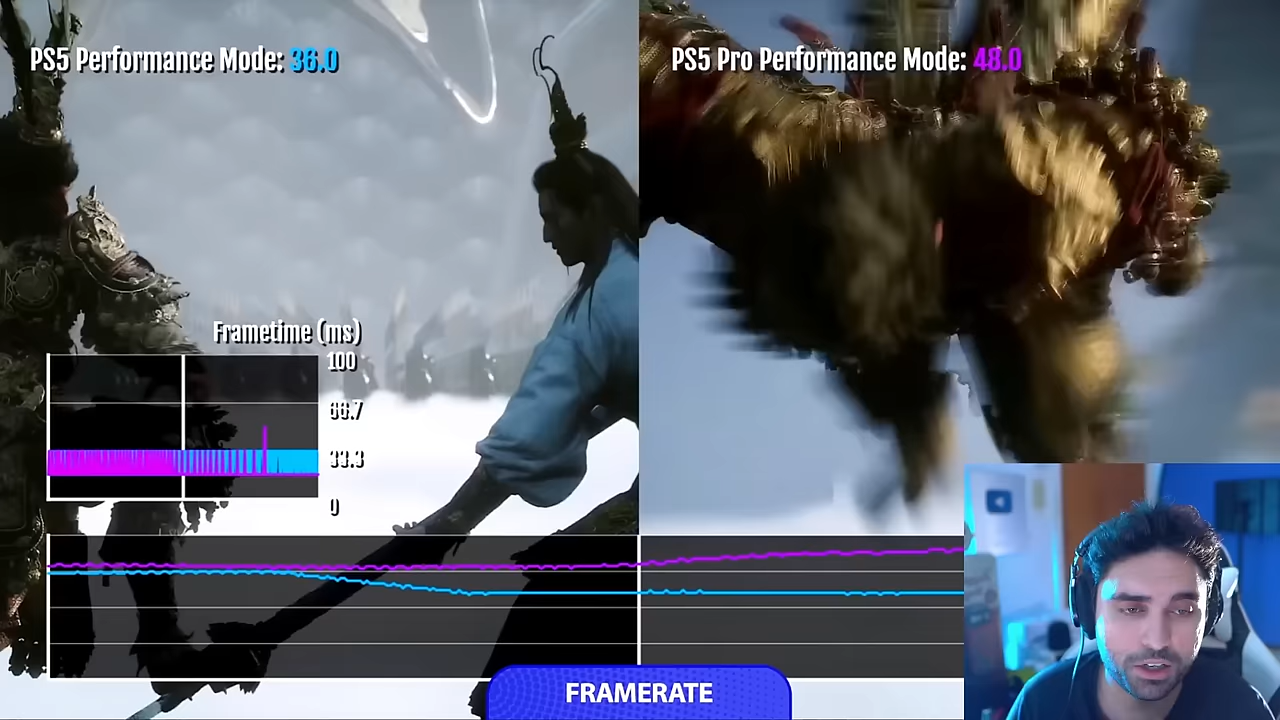 PS5 Performance Mode: 36.0
PS5 Pro Performance Mode: 48.0
Frametime (ms)
100
66.7
33.3
0
FRAMERATE